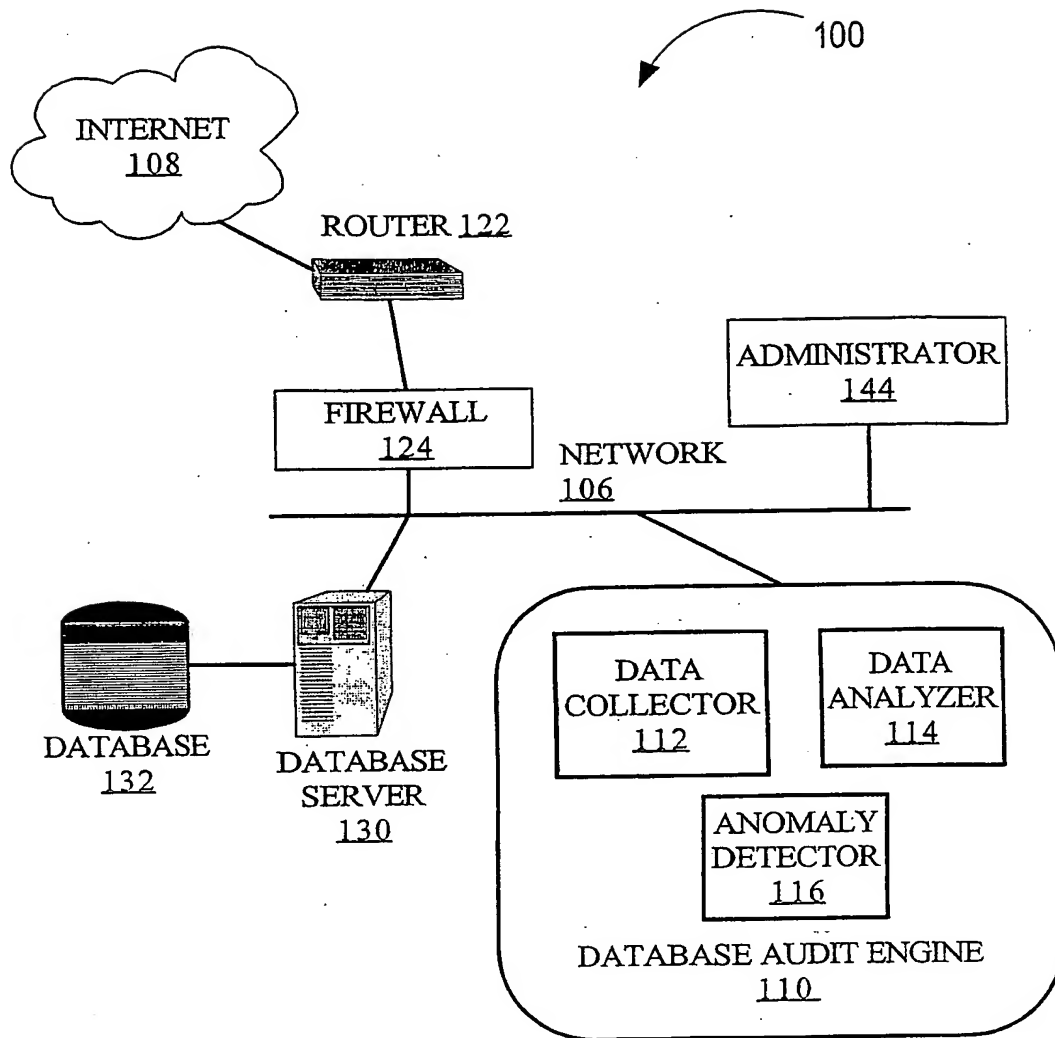 100
INTERNET
108
ROUTER 122
ADMINISTRATOR
144
FIREWALL
124
NETWORK
106
DATABASE
132
DATABASE
SERVER
130
DATA
COLLECTOR
112
DATA
ANALYZER
114
ANOMALY
DETECTOR
116
DATABASE AUDIT ENGINE
110